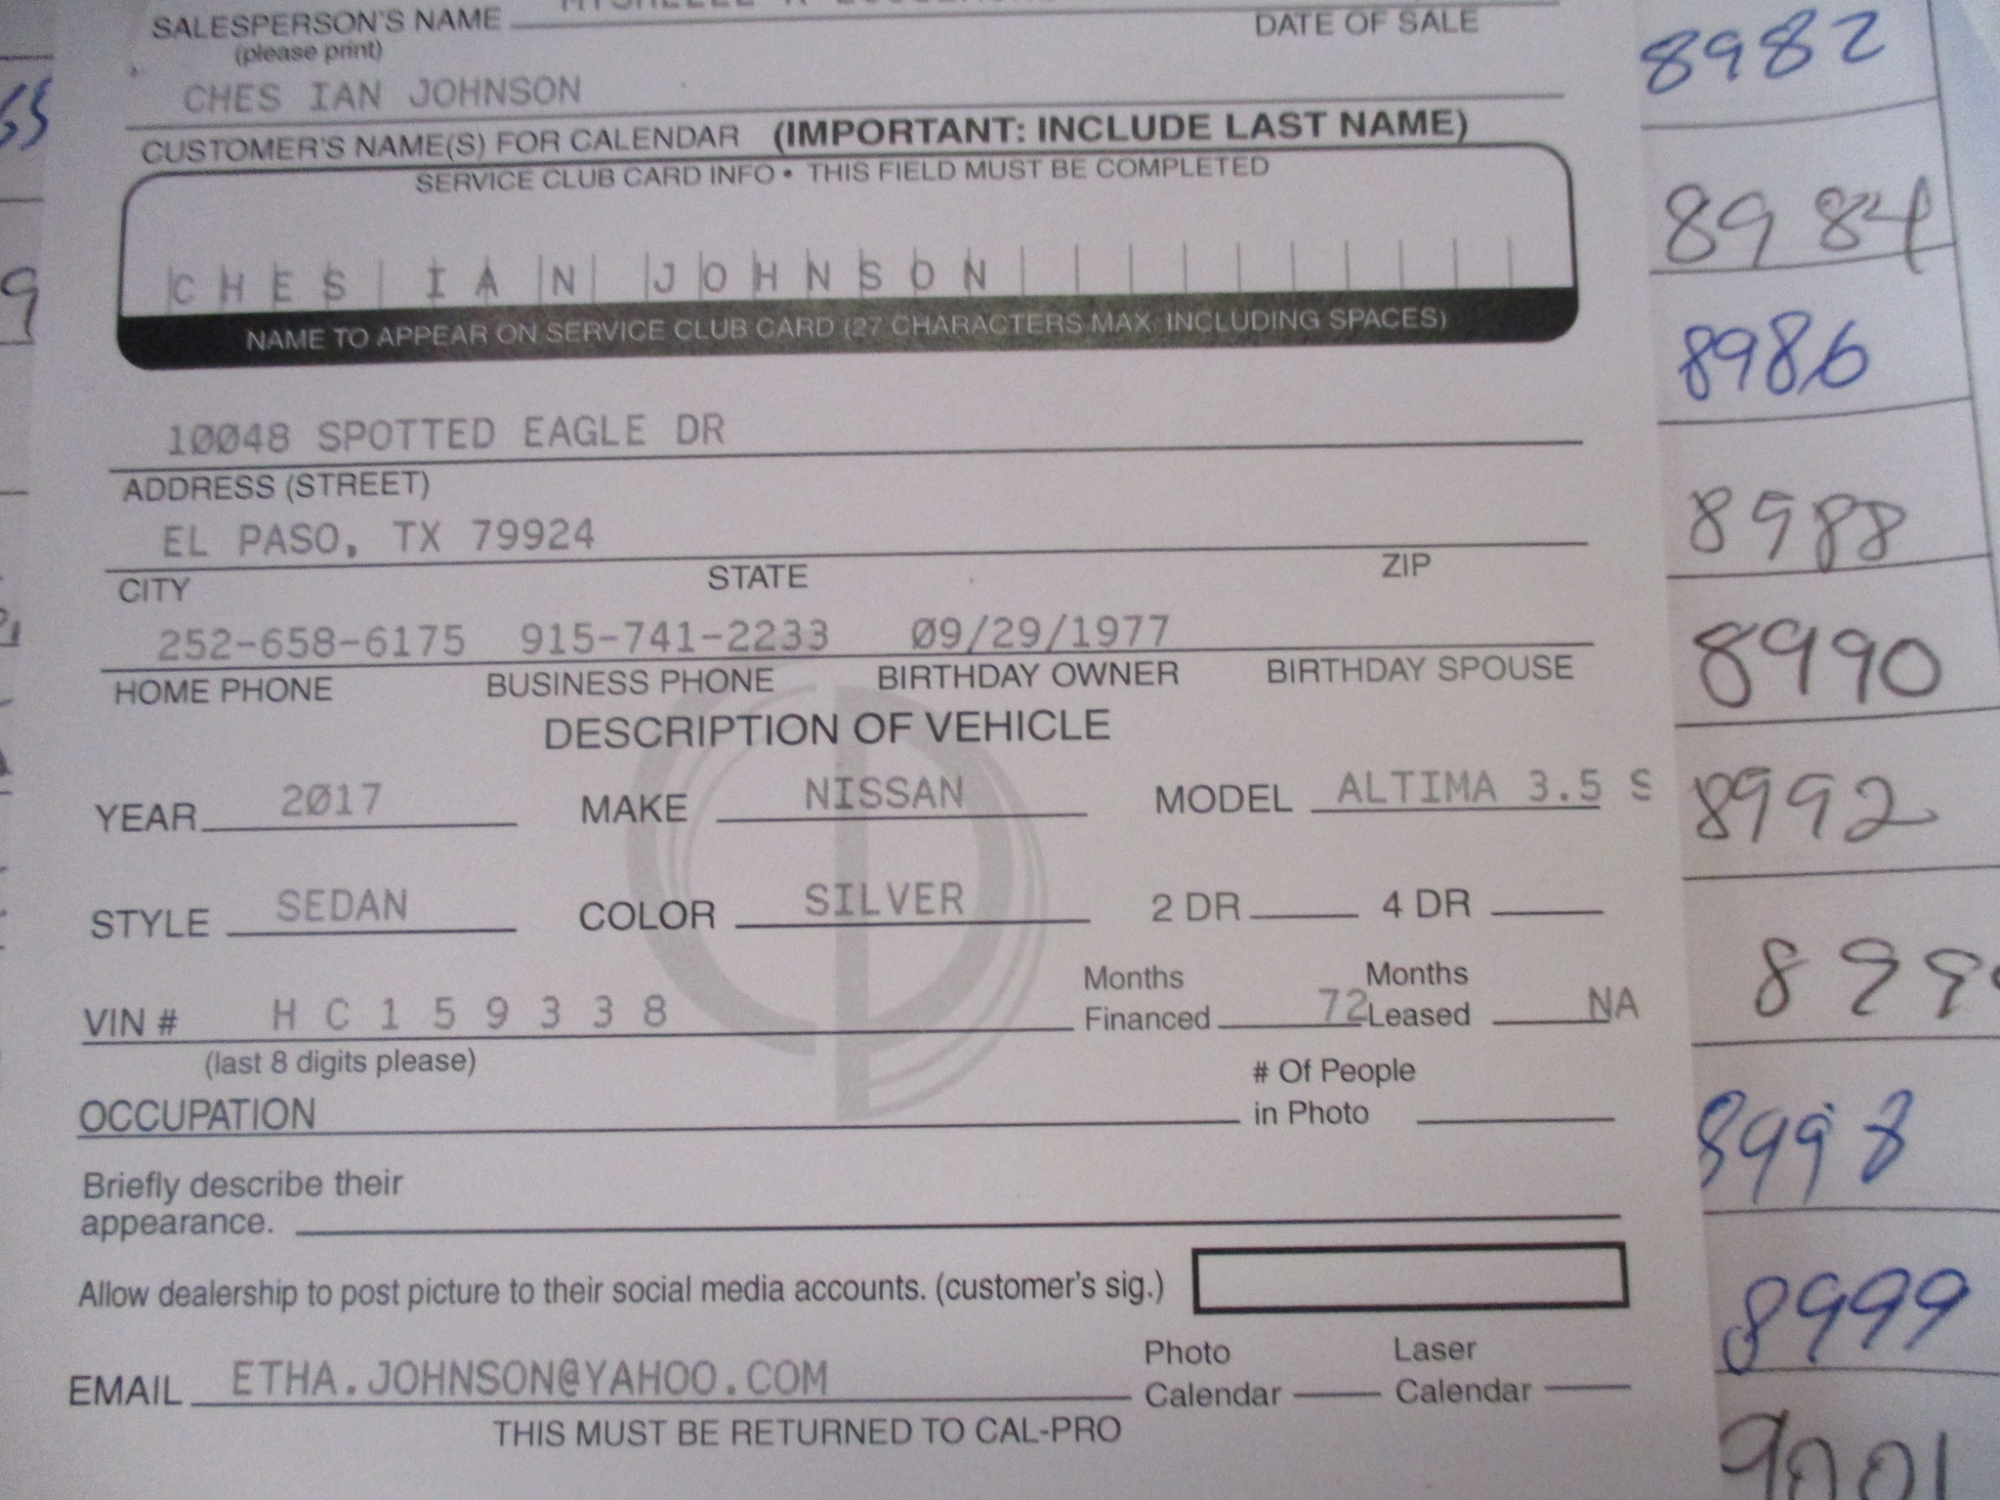 SALESPERSON'S NAME DATE OF SALE
(please print)
CHES IAN JOHNSON
CUSTOMER'S NAME(S) FOR CALENDAR (IMPORTANT: INCLUDE LAST NAME)
SERVICE CLUB CARD INFO • THIS FIELD MUST BE COMPLETED
CHES IAN JOHNSON
NAME TO APPEAR ON SERVICE CLUB CARD (27 CHARACTERS MAX INCLUDING SPACES)
10048 SPOTTED EAGLE DR
ADDRESS (STREET)
EL PASO, TX 79924
CITY STATE ZIP
252-658-6175 915-741-2233 09/29/1977
HOME PHONE BUSINESS PHONE BIRTHDAY OWNER BIRTHDAY SPOUSE
DESCRIPTION OF VEHICLE
YEAR 2017 MAKE NISSAN MODEL ALTIMA 3.5 S
STYLE SEDAN COLOR SILVER 2 DR 4 DR
VIN # H C 1 5 9 3 3 8 Months Financed 72 Months Leased NA
(last 8 digits please)
OCCUPATION # Of People in Photo
Briefly describe their
appearance.
Allow dealership to post picture to their social media accounts. (customer's sig.)
EMAIL ETHA.JOHNSON@YAHOO.COM Photo Calendar Laser Calendar
THIS MUST BE RETURNED TO CAL-PRO
8982
8984
8986
8988
8990
8992
899
8998
8999
9001